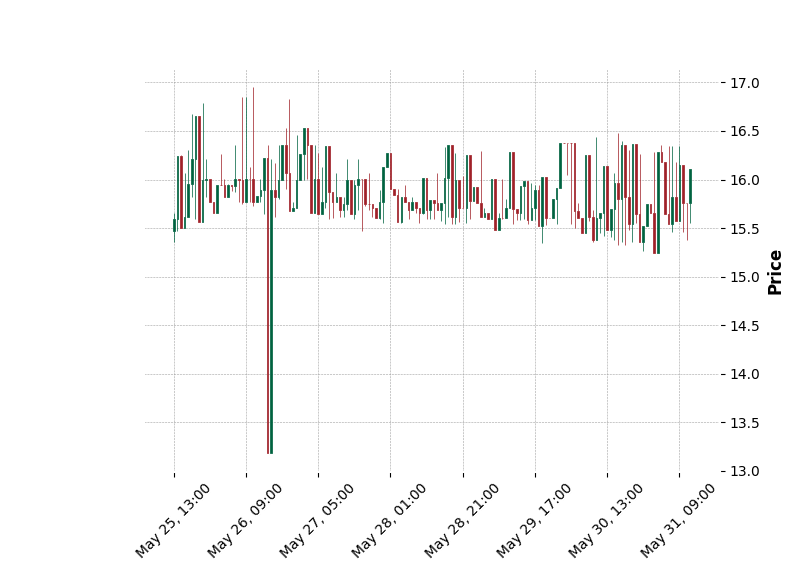 17.0
16.5
16.0
15.5
15.0
14.5
14.0
13.5
13.0
Price
May 25, 13:00
May 26, 09:00
May 27, 05:00
May 28, 01:00
May 28, 21:00
May 29, 17:00
May 30, 13:00
May 31, 09:00